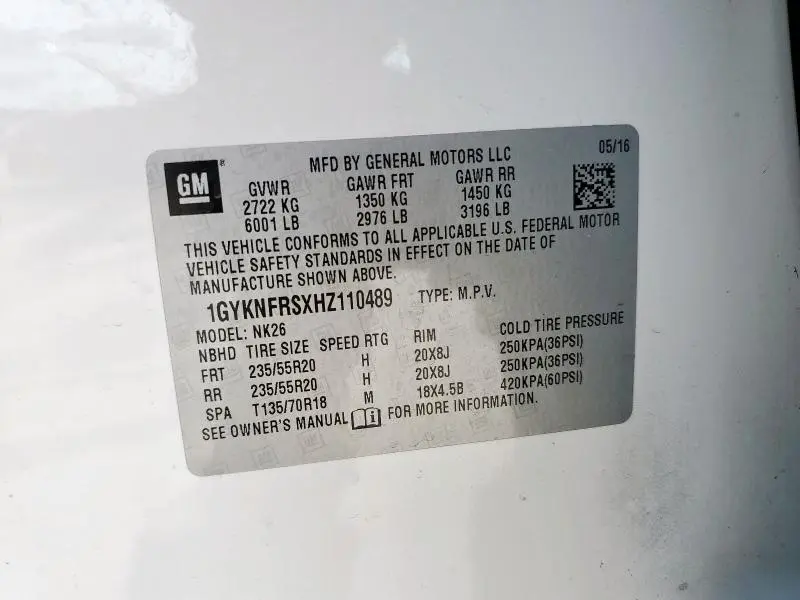 GM® MFD BY GENERAL MOTORS LLC 05/16
GVWR GAWR FRT GAWR RR
2722 KG 1350 KG 1450 KG
6001 LB 2976 LB 3196 LB
THIS VEHICLE CONFORMS TO ALL APPLICABLE U.S. FEDERAL MOTOR
VEHICLE SAFETY STANDARDS IN EFFECT ON THE DATE OF
MANUFACTURE SHOWN ABOVE.
1GYKNFRSXHZ110489 TYPE: M.P.V.
MODEL: NK26
NBHD TIRE SIZE SPEED RTG RIM COLD TIRE PRESSURE
FRT 235/55R20 H 20X8J 250KPA(36PSI)
RR 235/55R20 H 20X8J 250KPA(36PSI)
SPA T135/70R18 M 18X4.5B 420KPA(60PSI)
SEE OWNER'S MANUAL FOR MORE INFORMATION.